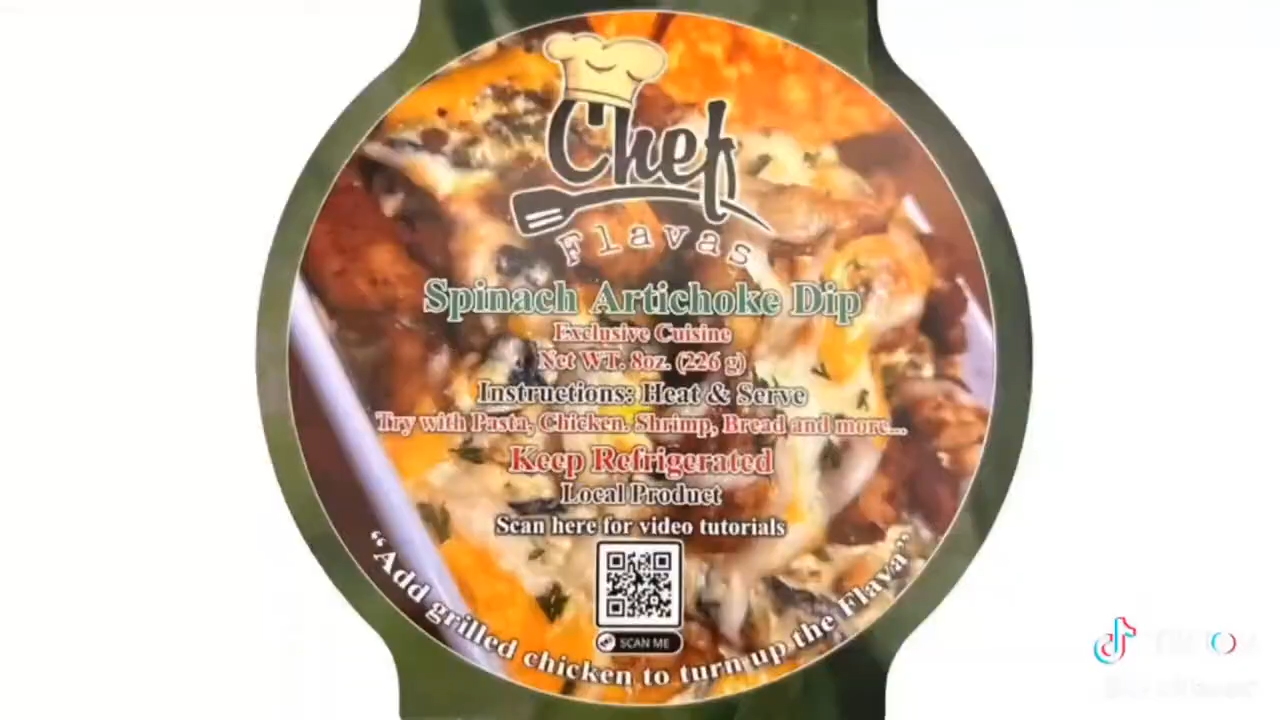 Chef
Flavas
Spinach Artichoke Dip
Exclusive Cuisine
Net WT. 8oz. (226 g)
Instructions: Heat & Serve
Try with Pasta, Chicken. Shrimp, Bread and more...
Keep Refrigerated
Local Product
Scan here for video tutorials
SCAN ME
“Add grilled chicken to turn up the Flava”